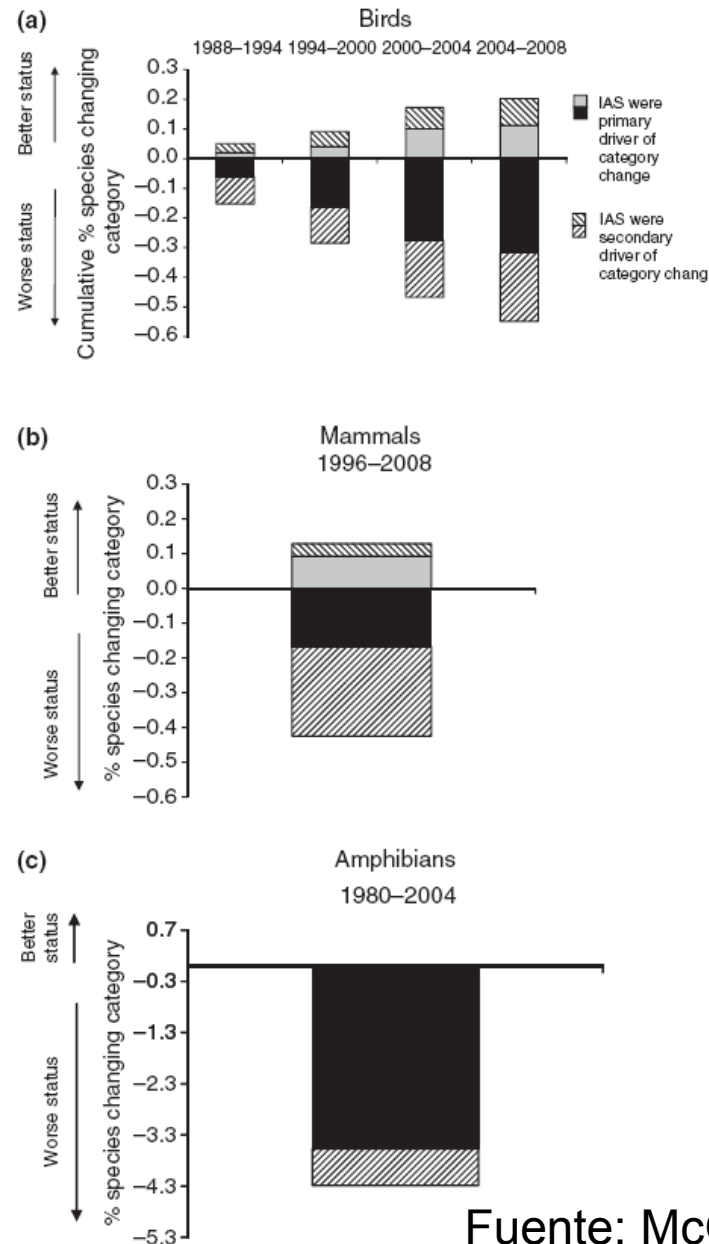 (a)
Birds
1988–1994 1994–2000 2000–2004 2004–2008
Better status
Worse status
Cumulative % species changing
category
0.3
0.2
0.1
0.0
–0.1
–0.2
–0.3
–0.4
–0.5
–0.6
IAS were
primary
driver of
category
change
IAS were
secondary
driver of
category chang
(b)
Mammals
1996–2008
Better status
Worse status
% species changing category
0.3
0.2
0.1
0.0
–0.1
–0.2
–0.3
–0.4
–0.5
–0.6
(c)
Amphibians
1980–2004
Better
status
Worse status
% species changing category
0.7
–0.3
–1.3
–2.3
–3.3
–4.3
–5.3
Fuente: Mc